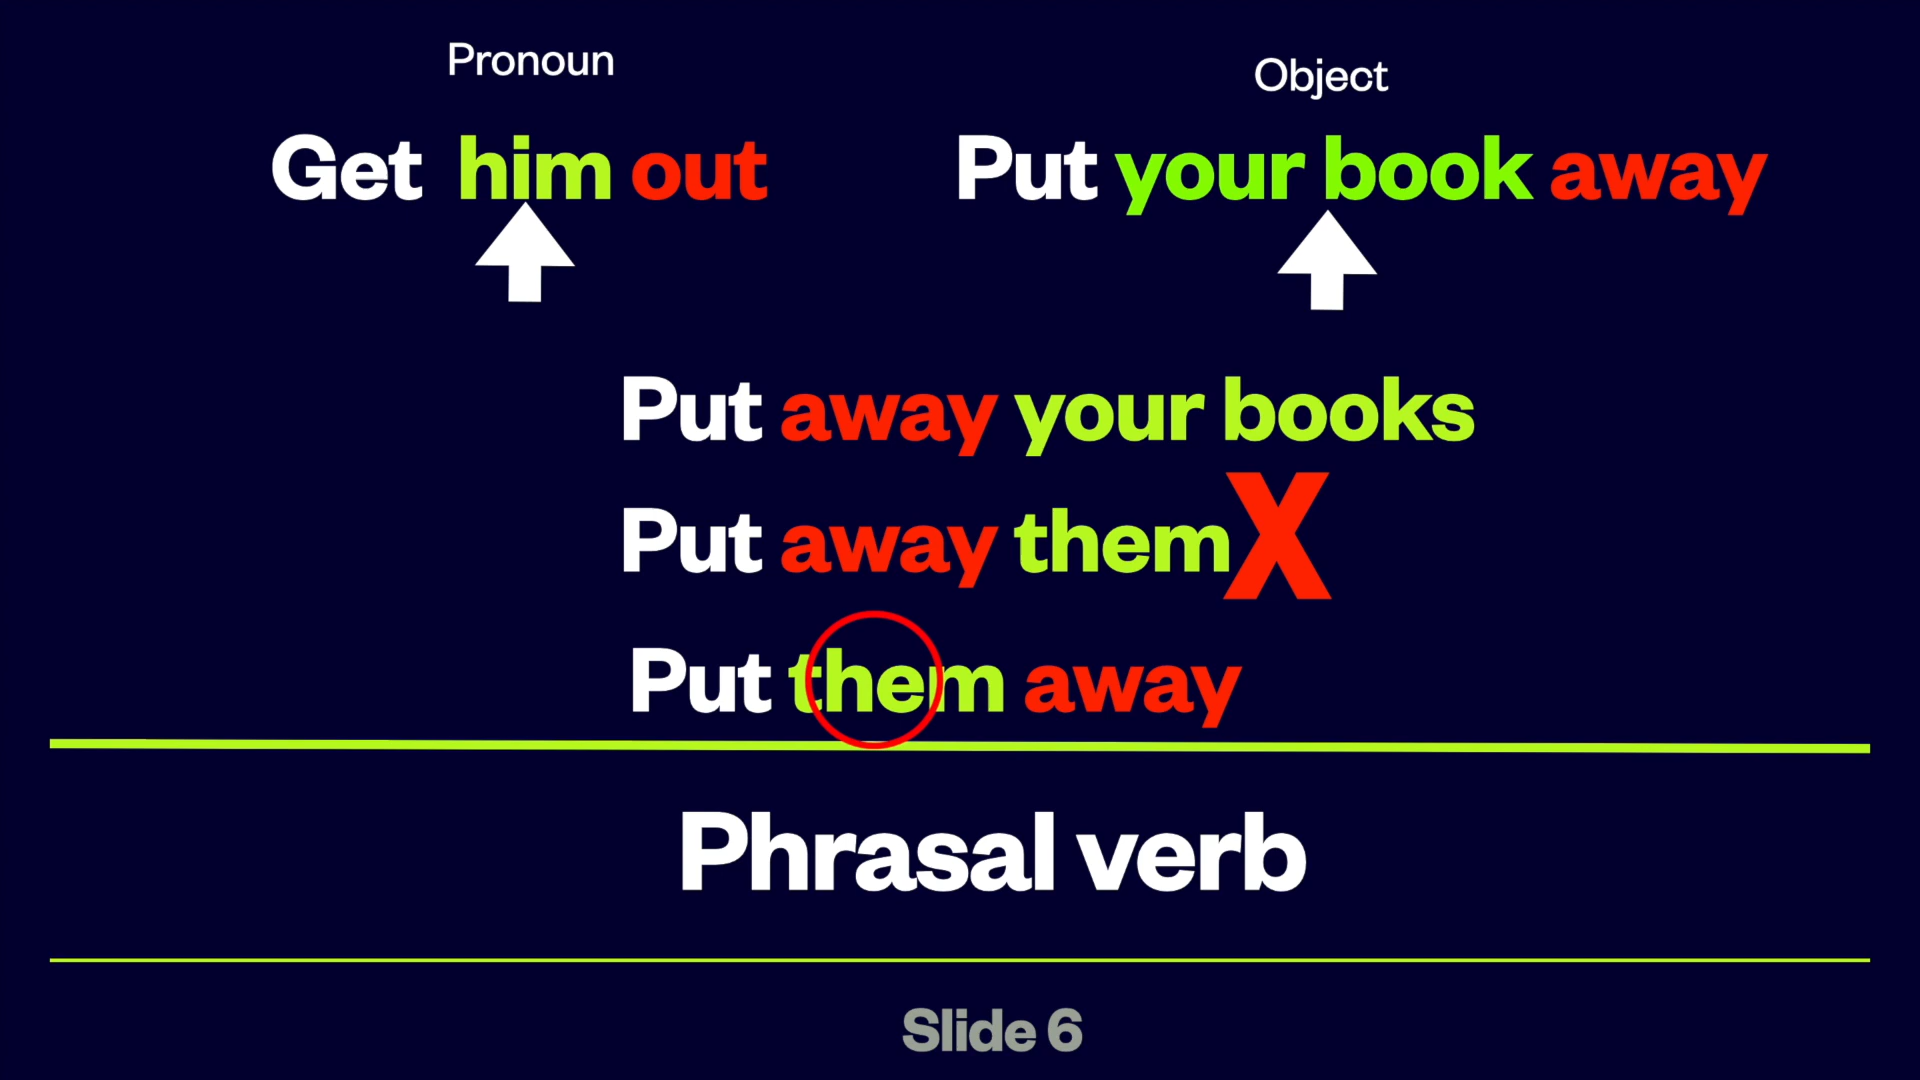 Pronoun
Object
Get him out
Put your book away
Put away your books
Put away them X
Put them away
Phrasal verb
Slide 6